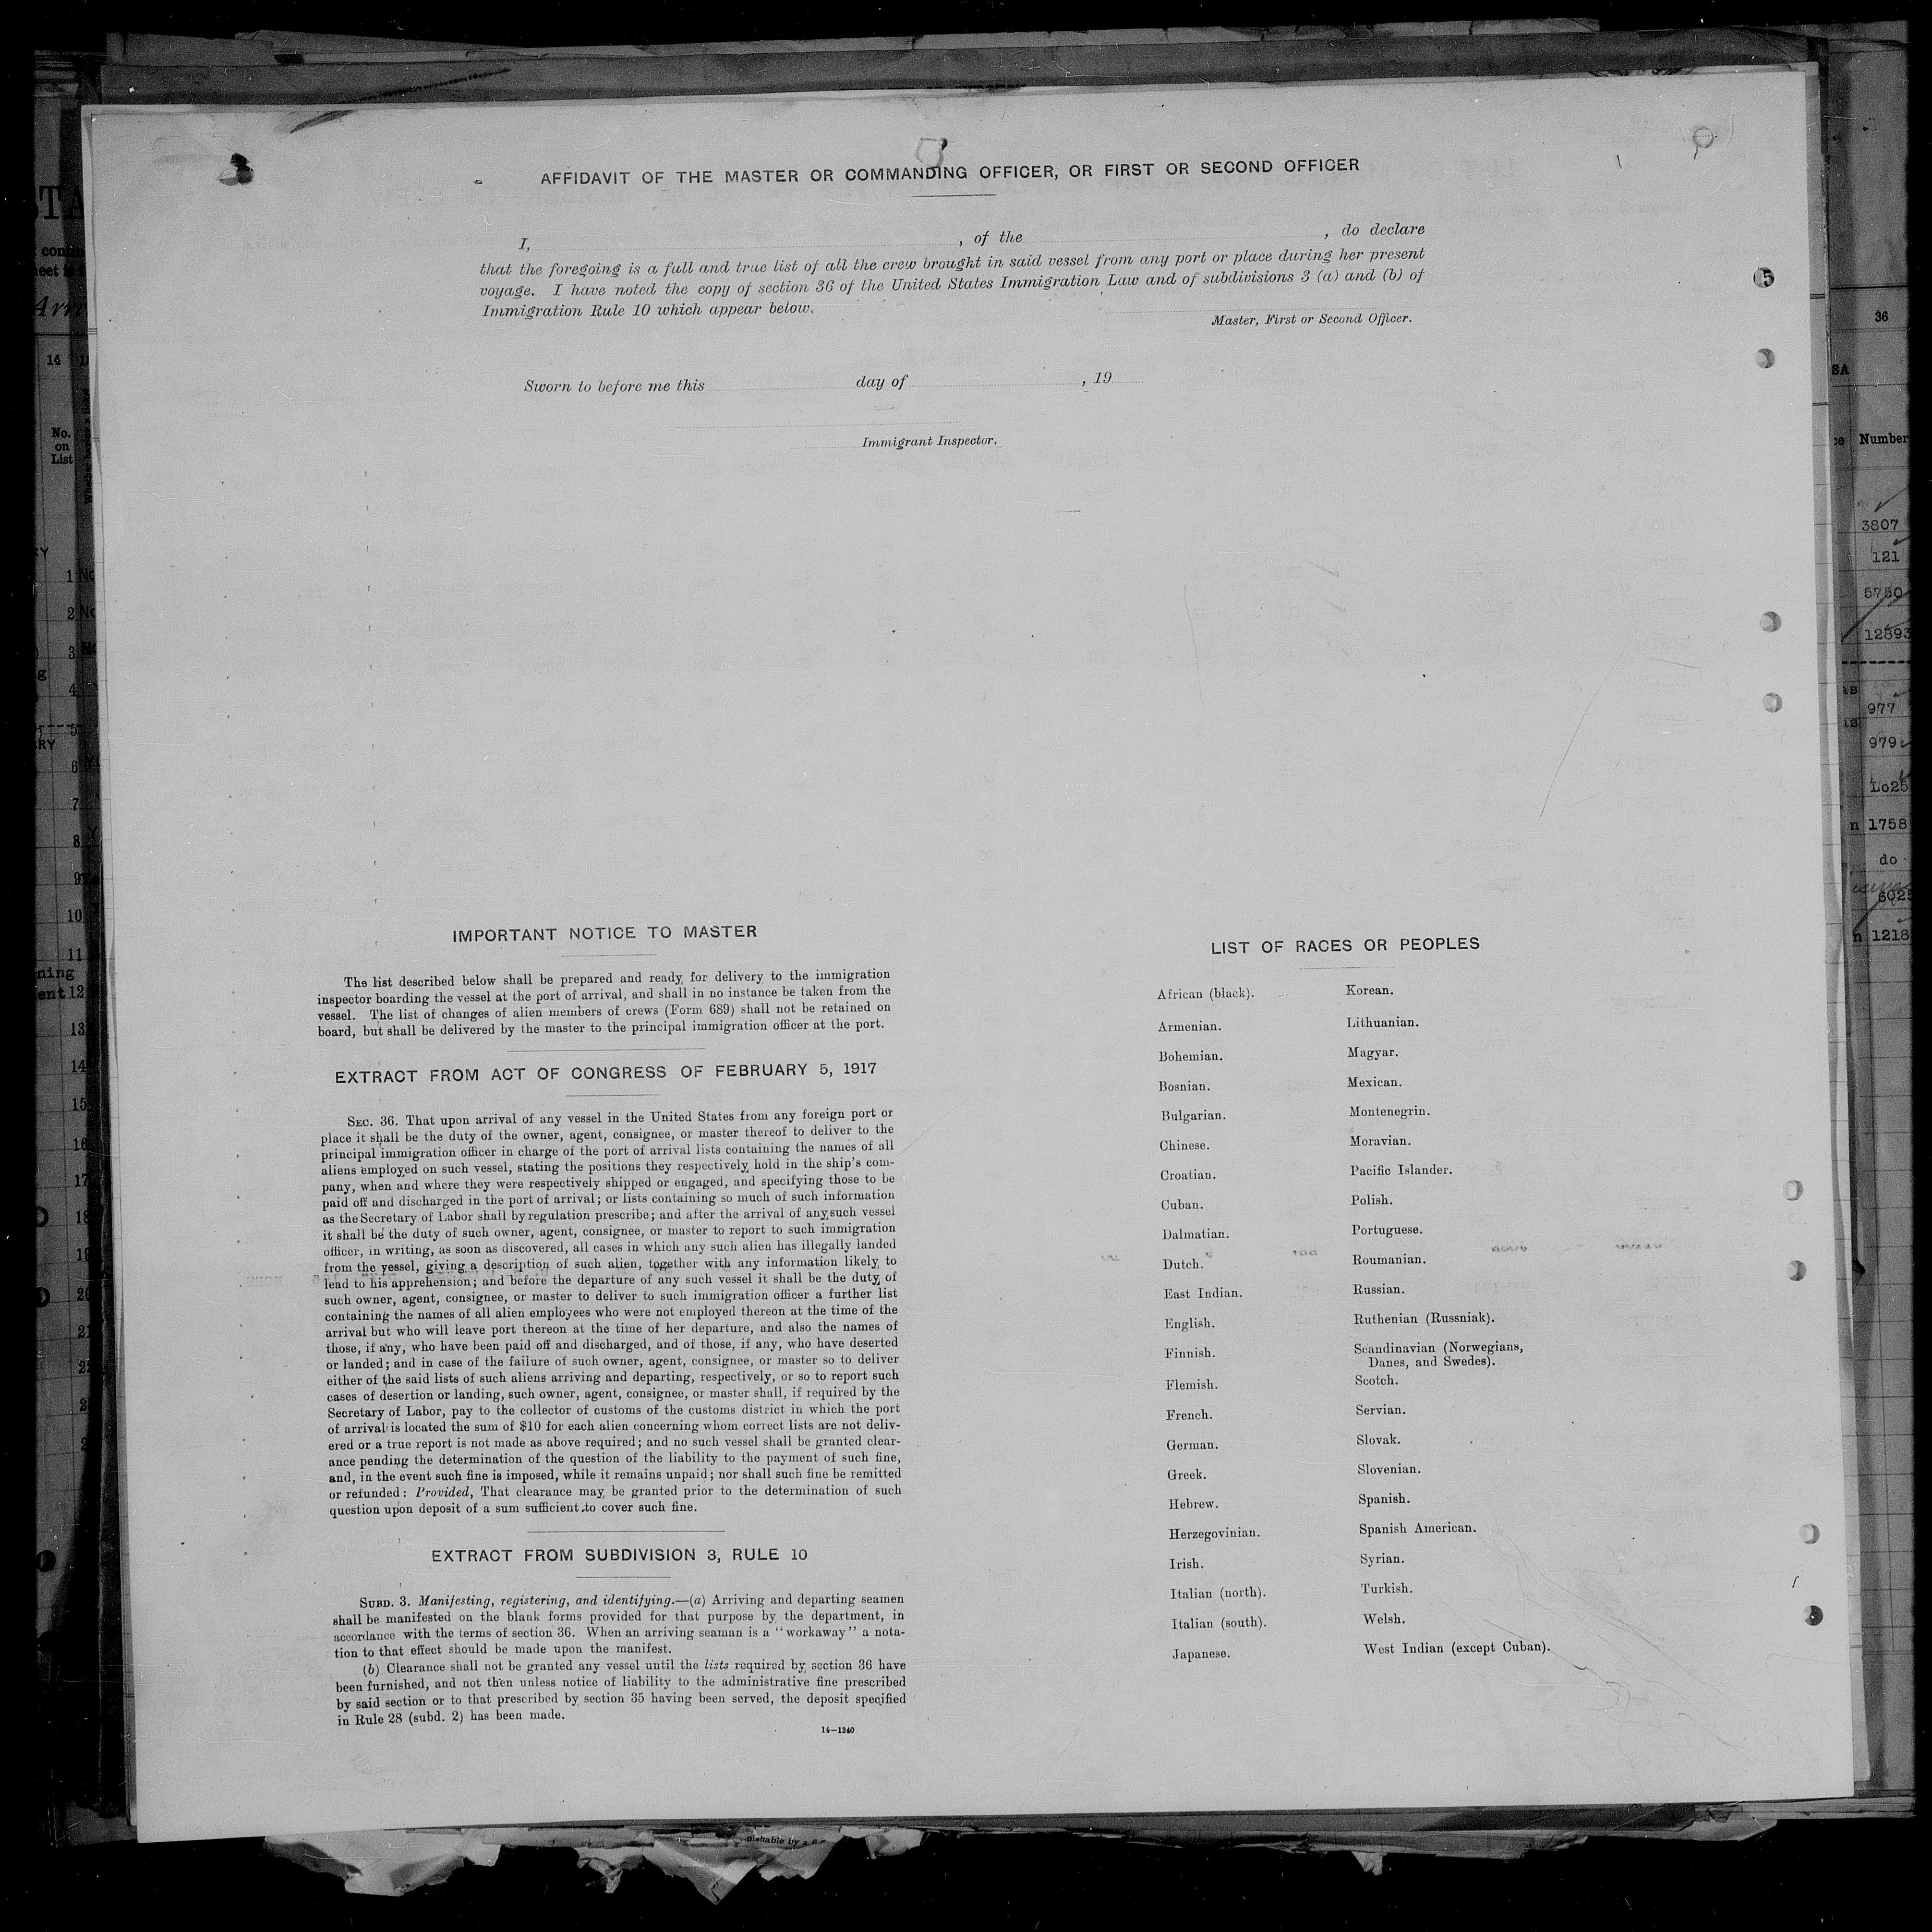 AFFIDAVIT OF THE MASTER OR COMMANDING OFFICER, OR FIRST OR SECOND OFFICER
I, , of the , do declare
that the foregoing is a full and true list of all the crew brought in said vessel from any port or place during her present
voyage. I have noted the copy of section 36 of the United States Immigration Law and of subdivisions 3 (a) and (b) of
Immigration Rule 10 which appear below.
Master, First or Second Officer.
Sworn to before me this day of , 19
Immigrant Inspector.
IMPORTANT NOTICE TO MASTER
The list described below shall be prepared and ready for delivery to the immigration
inspector boarding the vessel at the port of arrival, and shall in no instance be taken from the
vessel. The list of changes of alien members of crews (Form 689) shall not be retained on
board, but shall be delivered by the master to the principal immigration officer at the port.
EXTRACT FROM ACT OF CONGRESS OF FEBRUARY 5, 1917
SEC. 36. That upon arrival of any vessel in the United States from any foreign port or
place it shall be the duty of the owner, agent, consignee, or master thereof to deliver to the
principal immigration officer in charge of the port of arrival lists containing the names of all
aliens employed on such vessel, stating the positions they respectively hold in the ship's com-
pany, when and where they were respectively shipped or engaged, and specifying those to be
paid off and discharged in the port of arrival; or lists containing so much of such information
as the Secretary of Labor shall by regulation prescribe; and after the arrival of any such vessel
it shall be the duty of such owner, agent, consignee, or master to report to such immigration
officer, in writing, as soon as discovered, all cases in which any such alien has illegally landed
from the vessel, giving a description of such alien, together with any information likely to
lead to his apprehension; and before the departure of any such vessel it shall be the duty of
such owner, agent, consignee, or master to deliver to such immigration officer a further list
containing the names of all alien employees who were not employed thereon at the time of the
arrival but who will leave port thereon at the time of her departure, and also the names of
those, if any, who have been paid off and discharged, and of those, if any, who have deserted
or landed; and in case of the failure of such owner, agent, consignee, or master so to deliver
either of the said lists of such aliens arriving and departing, respectively, or so to report such
cases of desertion or landing, such owner, agent, consignee, or master shall, if required by the
Secretary of Labor, pay to the collector of customs of the customs district in which the port
of arrival is located the sum of $10 for each alien concerning whom correct lists are not deliv-
ered or a true report is not made as above required; and no such vessel shall be granted clear-
ance pending the determination of the question of the liability to the payment of such fine,
and, in the event such fine is imposed, while it remains unpaid; nor shall such fine be remitted
or refunded: Provided, That clearance may be granted prior to the determination of such
question upon deposit of a sum sufficient to cover such fine.
EXTRACT FROM SUBDIVISION 3, RULE 10
SUBD. 3. Manifesting, registering, and identifying.—(a) Arriving and departing seamen
shall be manifested on the blank forms provided for that purpose by the department, in
accordance with the terms of section 36. When an arriving seaman is a "workaway" a nota-
tion to that effect should be made upon the manifest.
(b) Clearance shall not be granted any vessel until the lists required by section 36 have
been furnished, and not then unless notice of liability to the administrative fine prescribed
by said section or to that prescribed by section 35 having been served, the deposit specified
in Rule 28 (subd. 2) has been made.
14—1240
LIST OF RACES OR PEOPLES
African (black).
Armenian.
Bohemian.
Bosnian.
Bulgarian.
Chinese.
Croatian.
Cuban.
Dalmatian.
Dutch.
East Indian.
English.
Finnish.
Flemish.
French.
German.
Greek.
Hebrew.
Herzegovinian.
Irish.
Italian (north).
Italian (south).
Japanese.
Korean.
Lithuanian.
Magyar.
Mexican.
Montenegrin.
Moravian.
Pacific Islander.
Polish.
Portuguese.
Roumanian.
Russian.
Ruthenian (Russniak).
Scandinavian (Norwegians,
Danes, and Swedes).
Scotch.
Servian.
Slovak.
Slovenian.
Spanish.
Spanish American.
Syrian.
Turkish.
Welsh.
West Indian (except Cuban).
14
No.
on
List
1
2
3
4
5
6
7
8
9
10
11
12
13
14
15
36
Number
3807
121
5750
977
979
1758
do